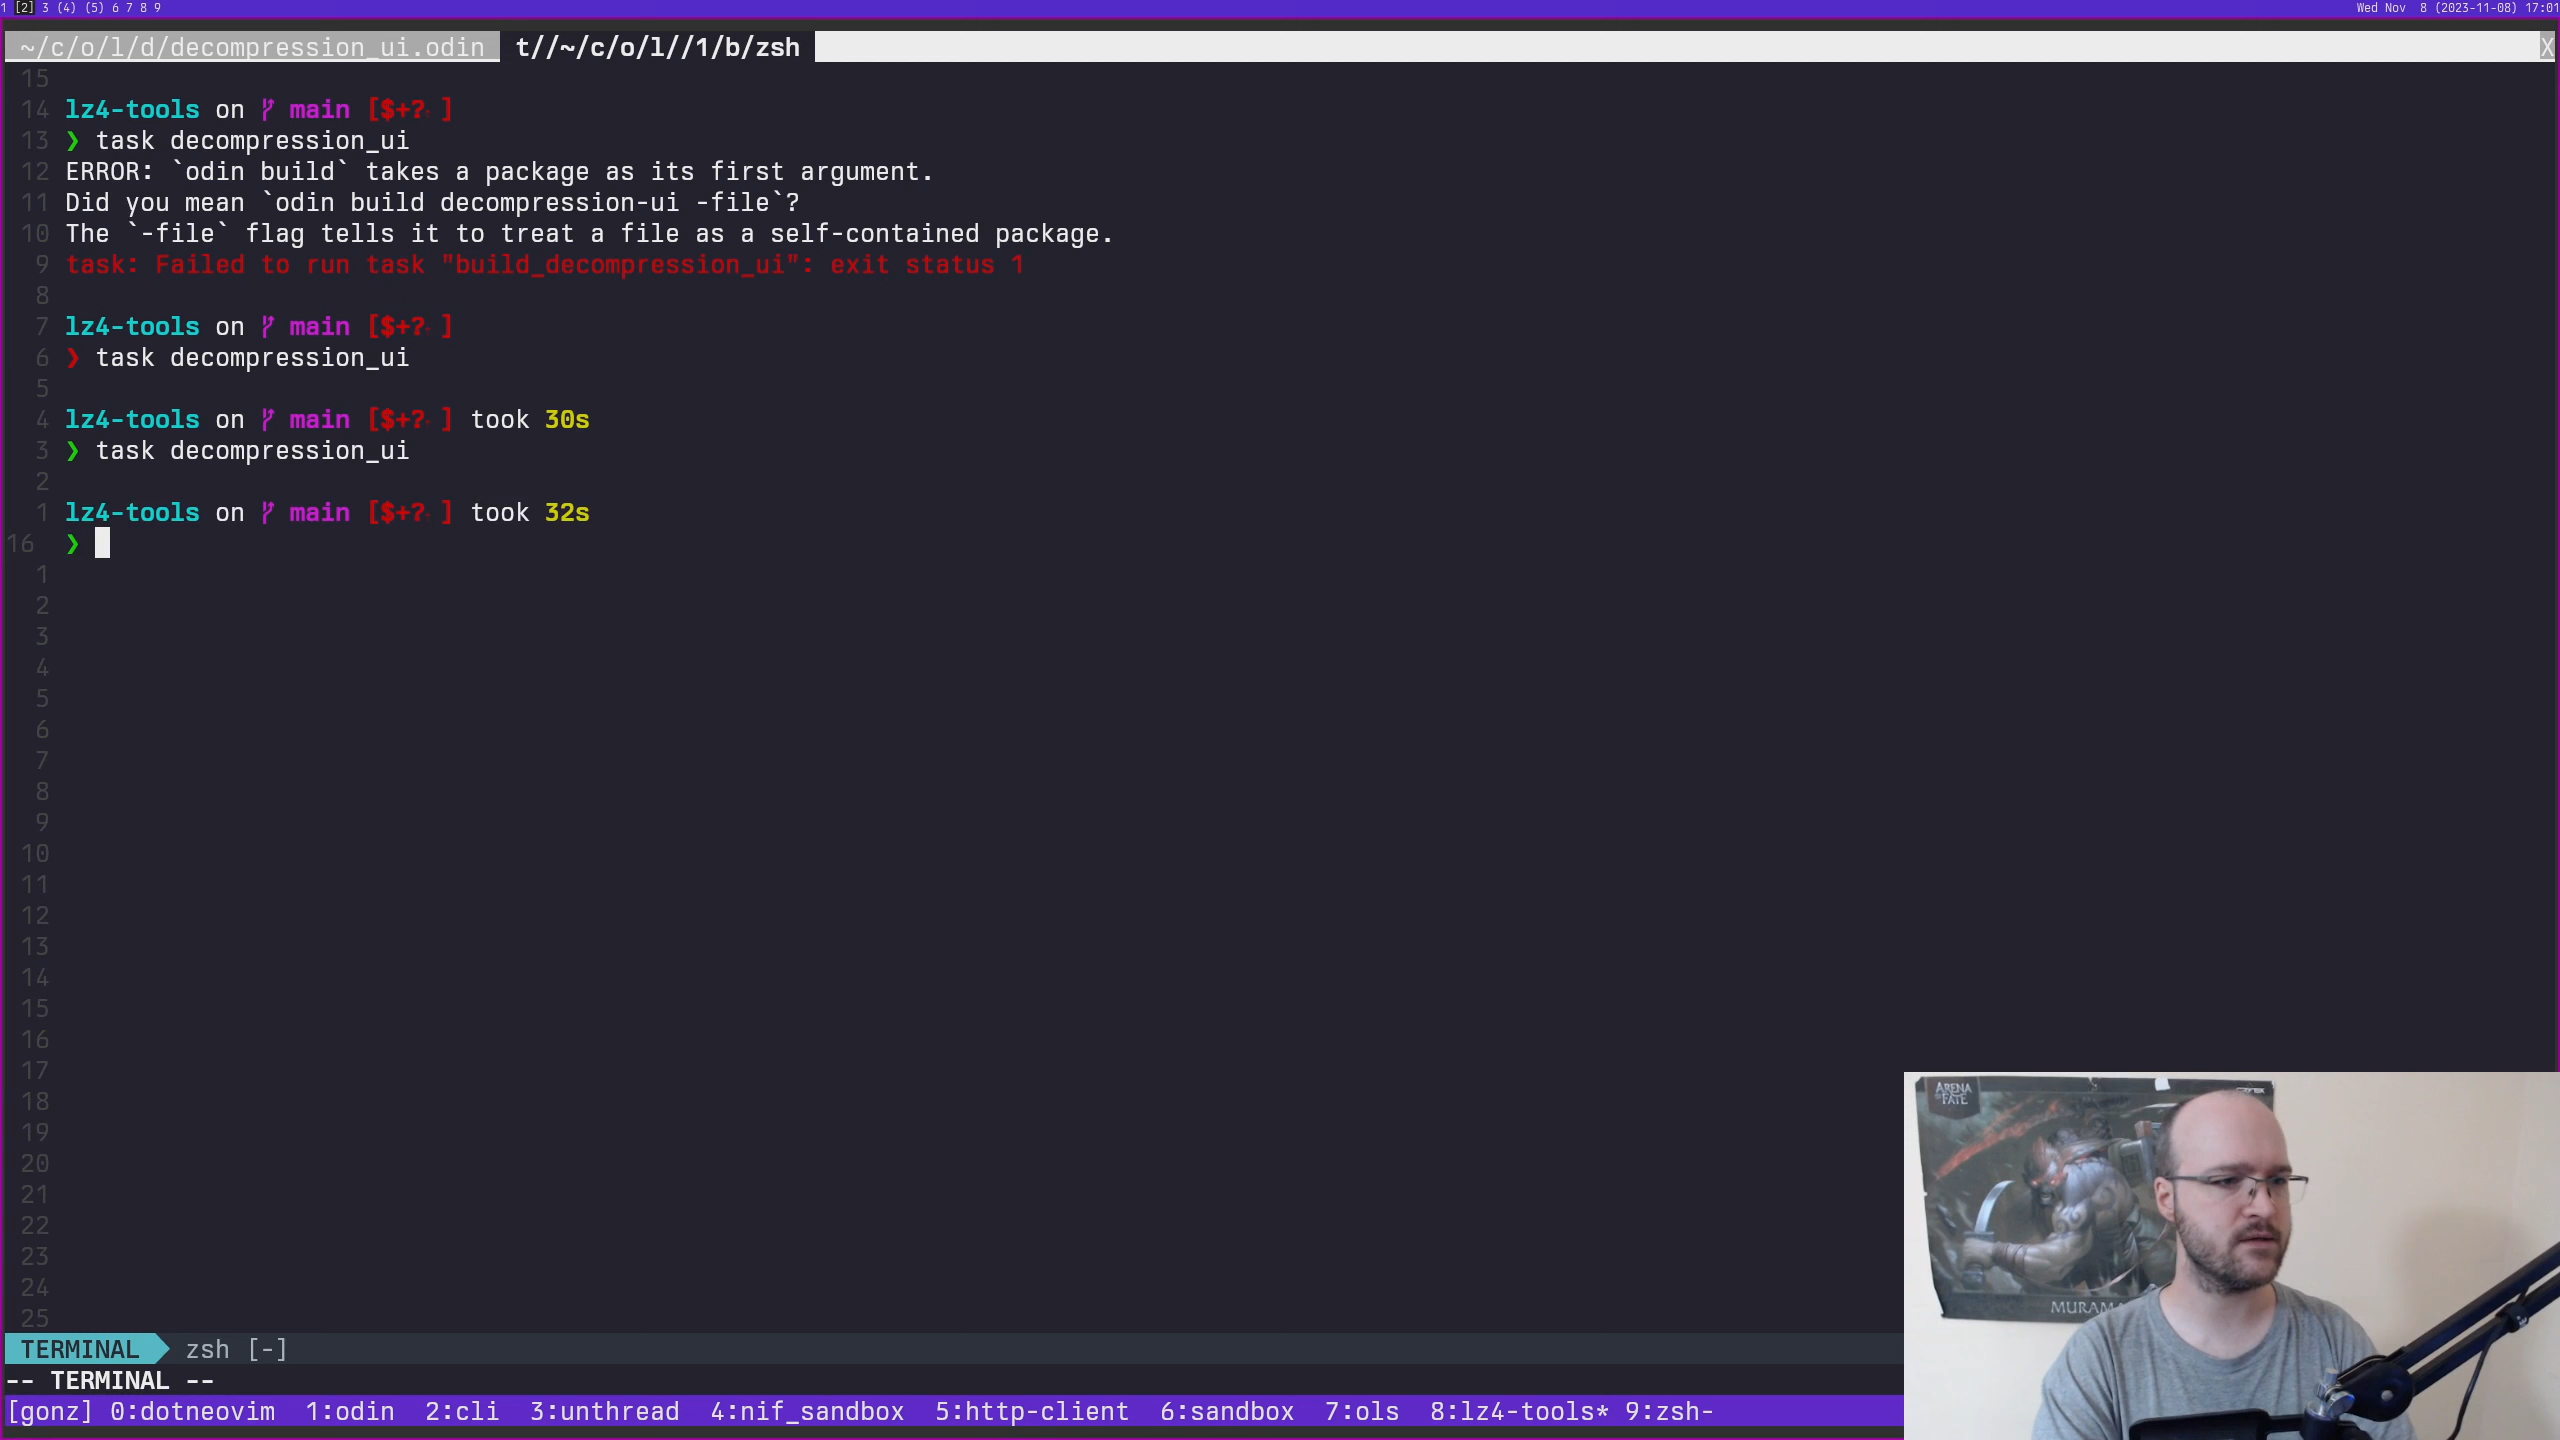 1 [2] 3 (4) (5) 6 7 8 9 Wed Nov 8 (2023-11-08) 17:01
~/c/o/l/d/decompression_ui.odin t//~/c/o/l//1/b/zsh X
15
14 lz4-tools on main [$+? ]
13 ❯ task decompression_ui
12 ERROR: `odin build` takes a package as its first argument.
11 Did you mean `odin build decompression-ui -file`?
10 The `-file` flag tells it to treat a file as a self-contained package.
9 task: Failed to run task "build_decompression_ui": exit status 1
8
7 lz4-tools on main [$+? ]
6 ❯ task decompression_ui
5
4 lz4-tools on main [$+? ] took 30s
3 ❯ task decompression_ui
2
1 lz4-tools on main [$+? ] took 32s
16 ❯
1
2
3
4
5
6
7
8
9
10
11
12
13
14
15
16
17
18
19
20
21
22
23
24
25
ARENA
OF FATE
MURAMA
TERMINAL zsh [-]
-- TERMINAL --
[gonz] 0:dotneovim 1:odin 2:cli 3:unthread 4:nif_sandbox 5:http-client 6:sandbox 7:ols 8:lz4-tools* 9:zsh-